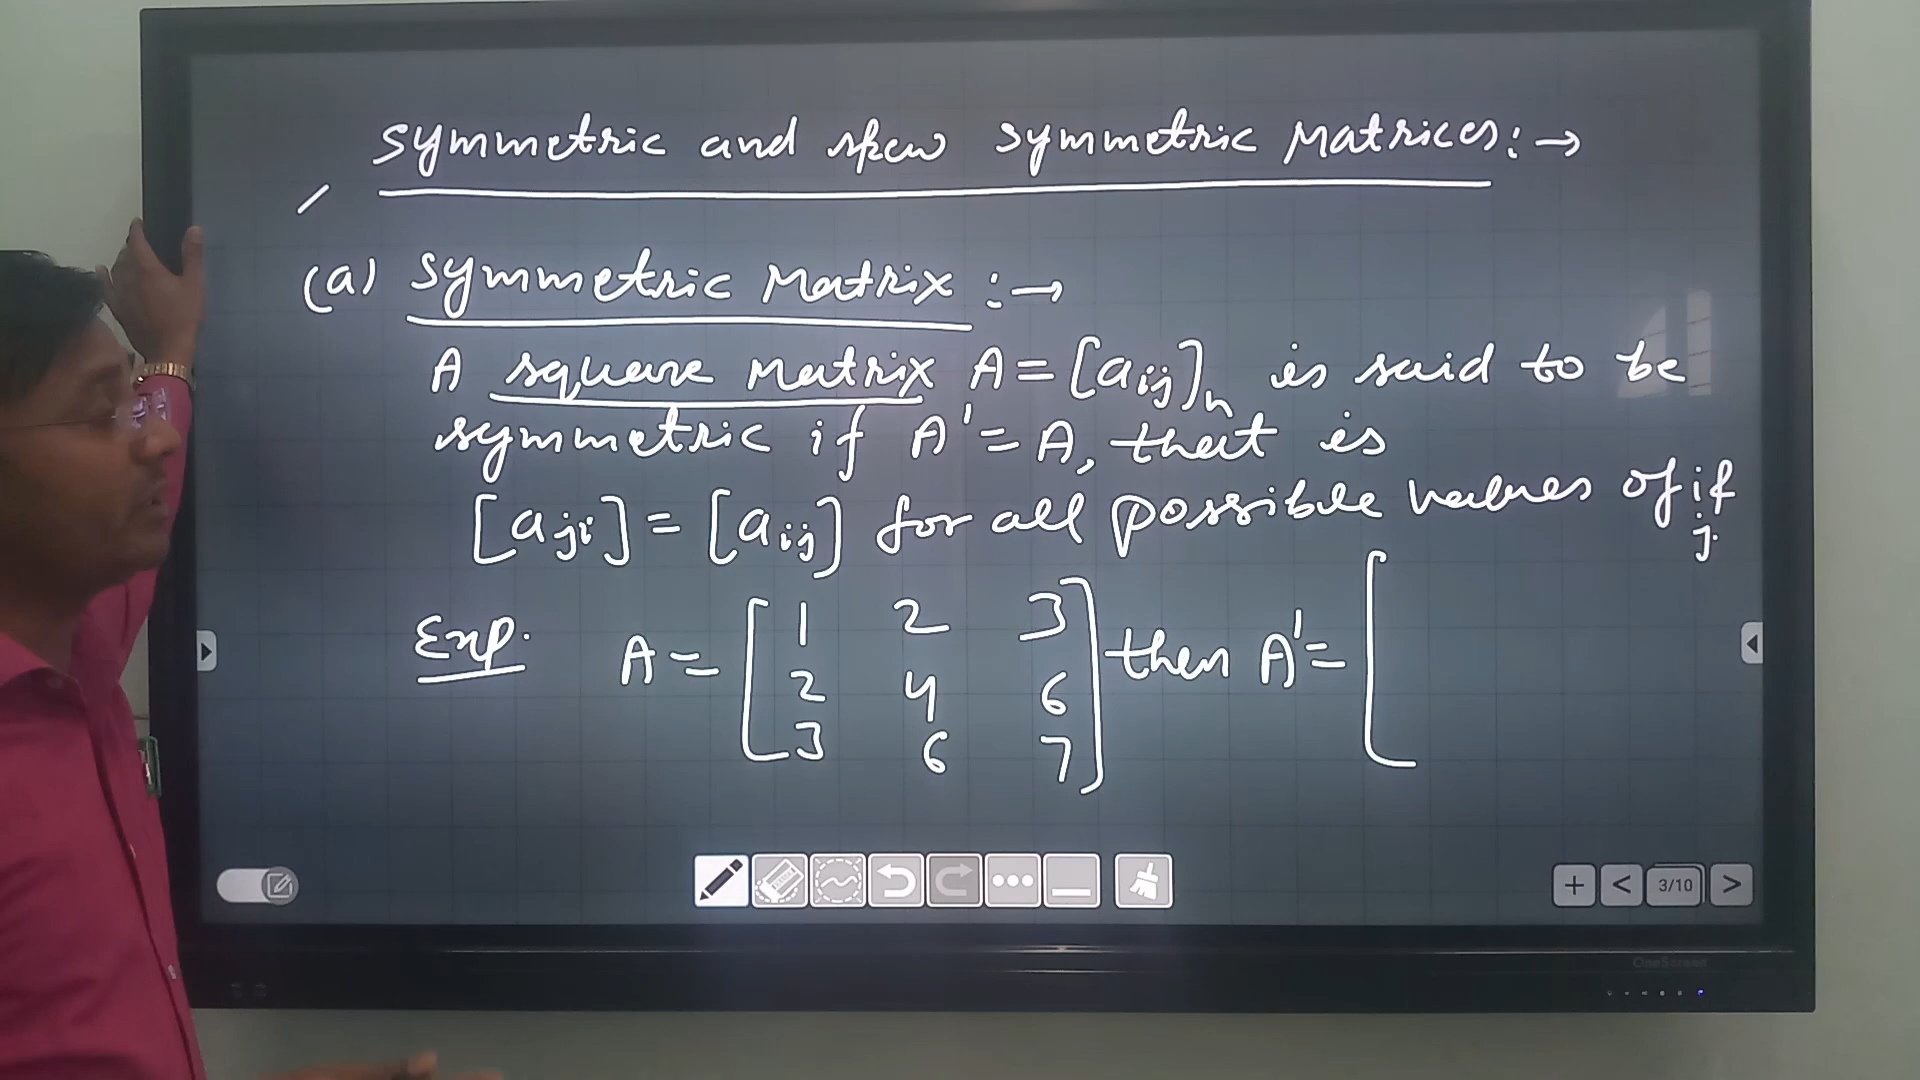 Symmetric and skew symmetric Matrices:→
(a) Symmetric Matrix :→
A square matrix A=[aij]n is said to be
symmetric if A'=A, that is
[aji]=[aij] for all possible values of i &
j.
Exp. A= [1 2 3 then A'= [
2 4 6
3 6 7]
3/10
OneScreen